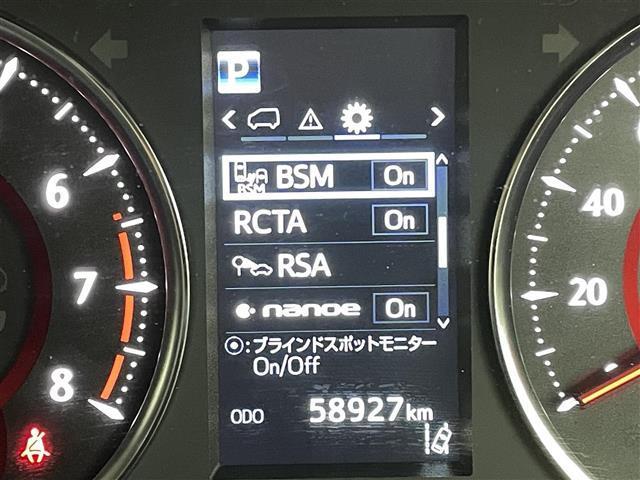 P
BSM BSM On
RCTA On
RSA
nanoe On
:ブラインドスポットモニター
On/Off
ODO 58927km
6
7
8
40
20